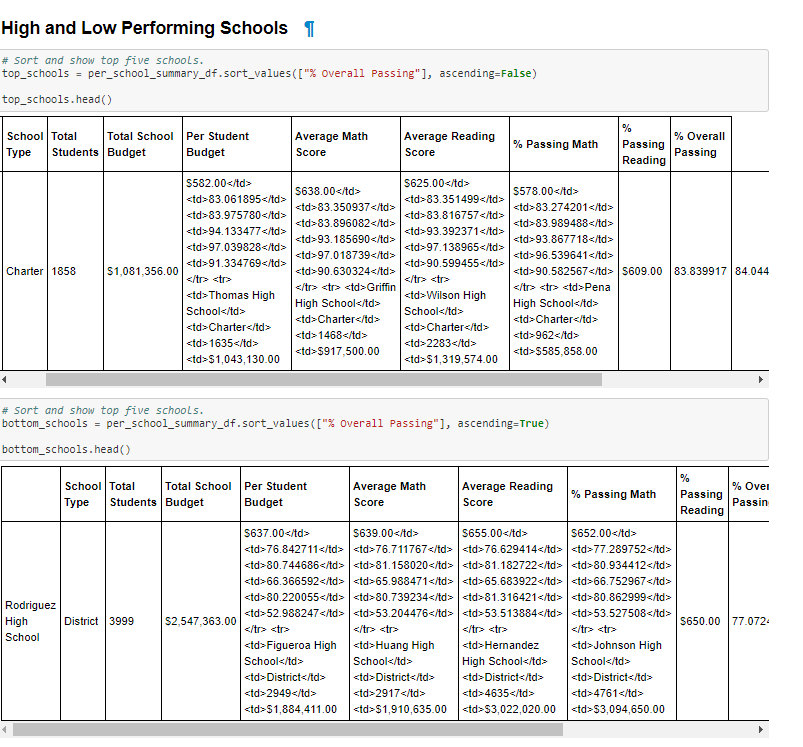 High and Low Performing Schools ¶
# Sort and show top five schools.
top_schools = per_school_summary_df.sort_values(["% Overall Passing"], ascending=False)
top_schools.head()
School Type
Total Students
Total School Budget
Per Student Budget
Average Math Score
Average Reading Score
% Passing Math
% Passing Reading
% Overall Passing
Charter
1858
$1,081,356.00
$582.00</td>
<td>83.061895</td>
<td>83.975780</td>
<td>94.133477</td>
<td>97.039828</td>
<td>91.334769</td>
</tr> <tr>
<td>Thomas High
School</td>
<td>Charter</td>
<td>1635</td>
<td>$1,043,130.00
$638.00</td>
<td>83.350937</td>
<td>83.896082</td>
<td>93.185690</td>
<td>97.018739</td>
<td>90.630324</td>
</tr> <tr> <td>Griffin
High School</td>
<td>Charter</td>
<td>1468</td>
<td>$917,500.00
$625.00</td>
<td>83.351499</td>
<td>83.816757</td>
<td>93.392371</td>
<td>97.138965</td>
<td>90.599455</td>
</tr> <tr>
<td>Wilson High
School</td>
<td>Charter</td>
<td>2283</td>
<td>$1,319,574.00
$578.00</td>
<td>83.274201</td>
<td>83.989488</td>
<td>93.867718</td>
<td>96.539641</td>
<td>90.582567</td>
</tr> <tr> <td>Pena
High School</td>
<td>Charter</td>
<td>962</td>
<td>$585,858.00
$609.00
83.839917
84.044
# Sort and show top five schools.
bottom_schools = per_school_summary_df.sort_values(["% Overall Passing"], ascending=True)
bottom_schools.head()
School Type
Total Students
Total School Budget
Per Student Budget
Average Math Score
Average Reading Score
% Passing Math
% Passing Reading
% Over
Passin
Rodriguez
High
School
District
3999
$2,547,363.00
$637.00</td>
<td>76.842711</td>
<td>80.744686</td>
<td>66.366592</td>
<td>80.220055</td>
<td>52.988247</td>
</tr> <tr>
<td>Figueroa High
School</td>
<td>District</td>
<td>2949</td>
<td>$1,884,411.00
$639.00</td>
<td>76.711767</td>
<td>81.158020</td>
<td>65.988471</td>
<td>80.739234</td>
<td>53.204476</td>
</tr> <tr>
<td>Huang High
School</td>
<td>District</td>
<td>2917</td>
<td>$1,910,635.00
$655.00</td>
<td>76.629414</td>
<td>81.182722</td>
<td>65.683922</td>
<td>81.316421</td>
<td>53.513884</td>
</tr> <tr>
<td>Hernandez
High School</td>
<td>District</td>
<td>4635</td>
<td>$3,022,020.00
$652.00</td>
<td>77.289752</td>
<td>80.934412</td>
<td>66.752967</td>
<td>80.862999</td>
<td>53.527508</td>
</tr> <tr>
<td>Johnson High
School</td>
<td>District</td>
<td>4761</td>
<td>$3,094,650.00
$650.00
77.072